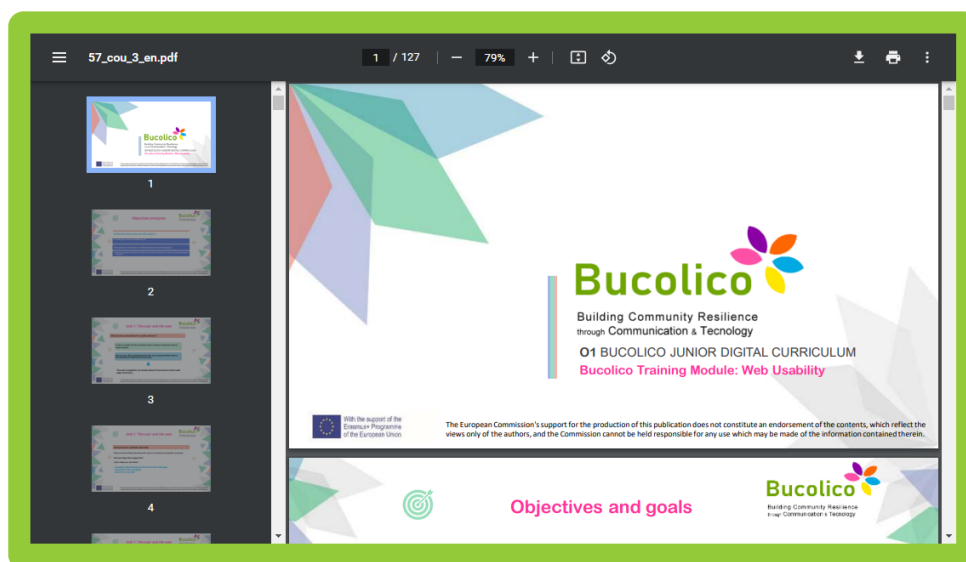 57_cou_3_en.pdf
1 / 127
79%
Bucolico
1
2
3
4
Bucolico
Building Community Resilience
through Communication & Tecnology
O1 BUCOLICO JUNIOR DIGITAL CURRICULUM
Bucolico Training Module: Web Usability
With the support of the
Erasmus+ Programme
of the European Union
The European Commission's support for the production of this publication does not constitute an endorsement of the contents, which reflect the
views only of the authors, and the Commission cannot be held responsible for any use which may be made of the information contained therein.
Objectives and goals
Bucolico
Building Community Resilience
through Communication & Tecnology